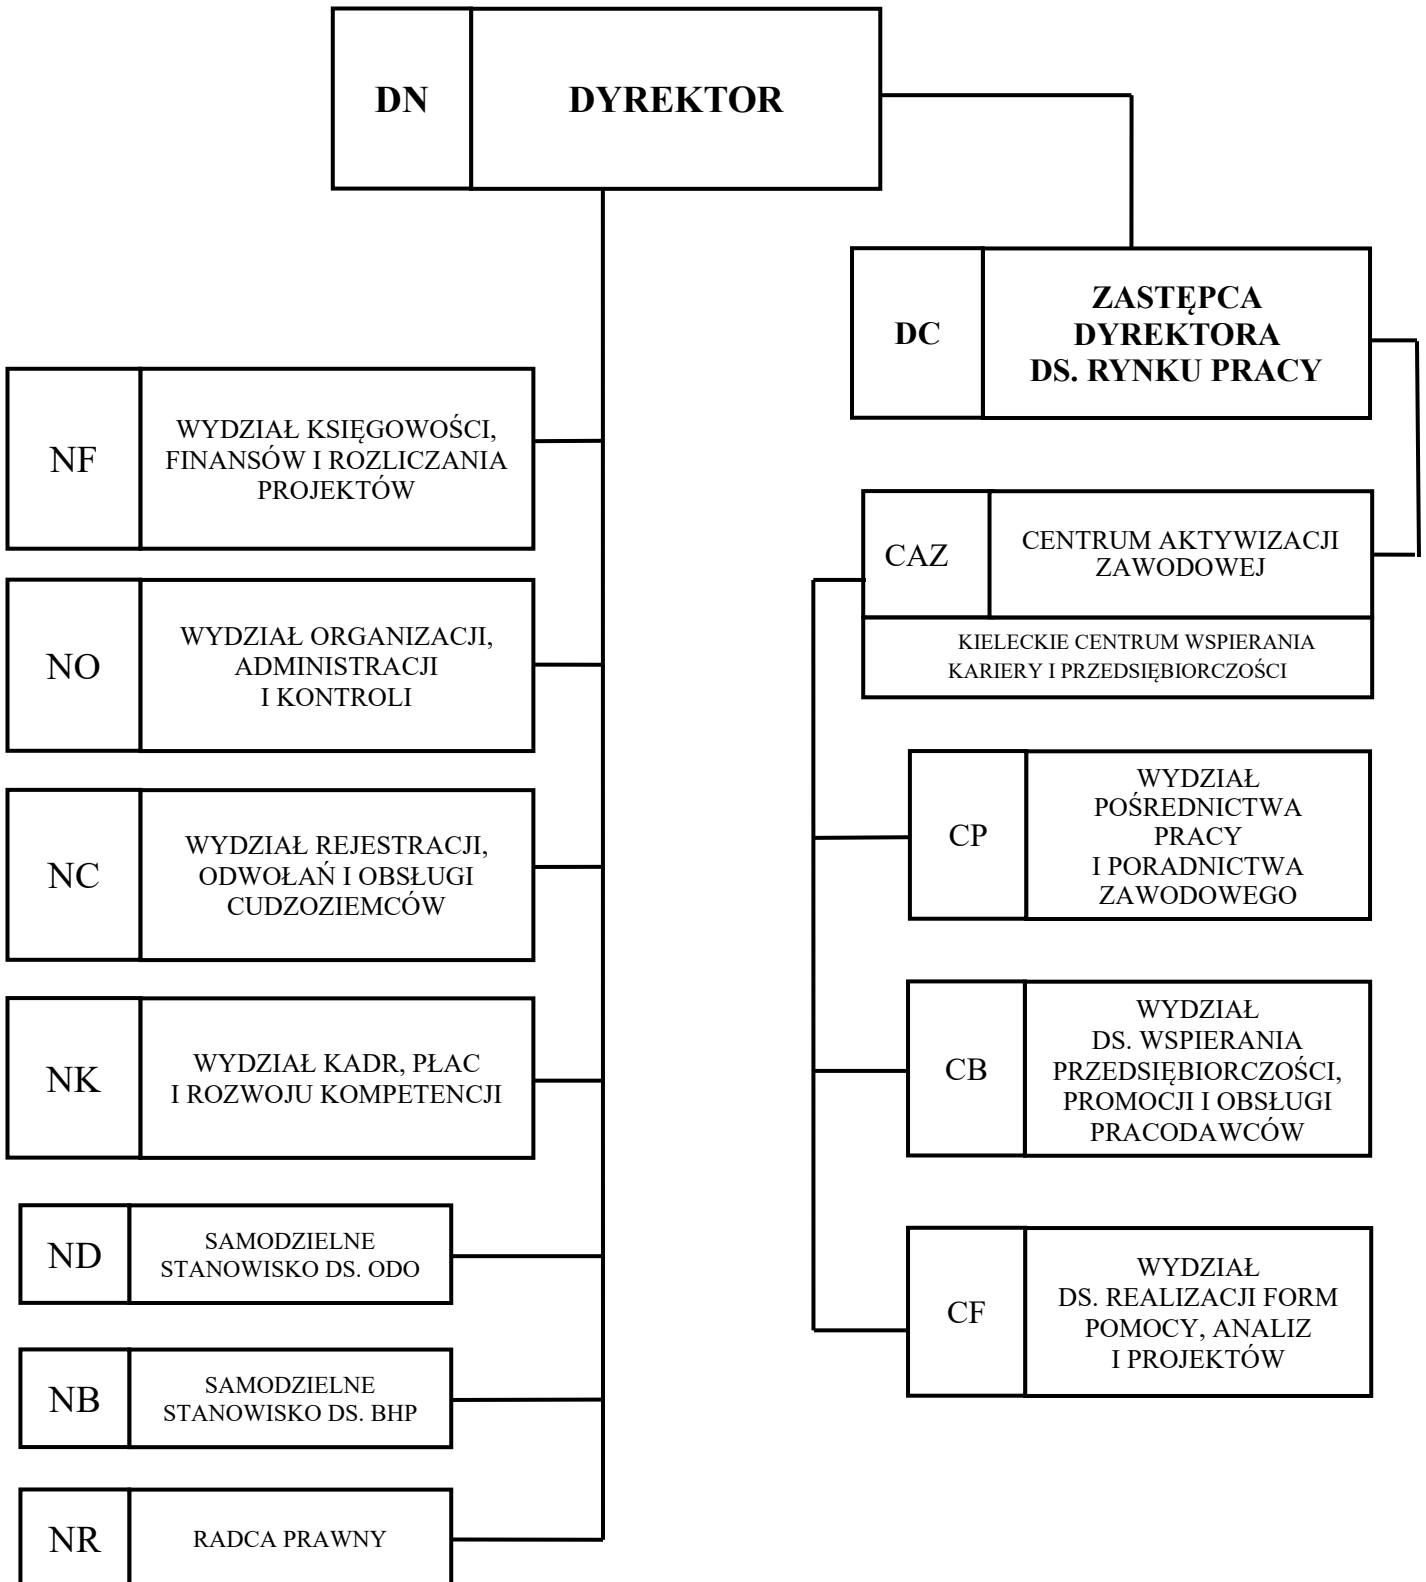 DN
DYREKTOR
DC
ZASTĘPCA
DYREKTORA
DS. RYNKU PRACY
NF
WYDZIAŁ KSIĘGOWOŚCI,
FINANSÓW I ROZLICZANIA
PROJEKTÓW
NO
WYDZIAŁ ORGANIZACJI,
ADMINISTRACJI
I KONTROLI
NC
WYDZIAŁ REJESTRACJI,
ODWOŁAŃ I OBSŁUGI
CUDZOZIEMCÓW
NK
WYDZIAŁ KADR, PŁAC
I ROZWOJU KOMPETENCJI
ND
SAMODZIELNE
STANOWISKO DS. ODO
NB
SAMODZIELNE
STANOWISKO DS. BHP
NR
RADCA PRAWNY
CAZ
CENTRUM AKTYWIZACJI
ZAWODOWEJ
KIELECKIE CENTRUM WSPIERANIA
KARIERY I PRZEDSIĘBIORCZOŚCI
CP
WYDZIAŁ
POŚREDNICTWA
PRACY
I PORADNICTWA
ZAWODOWEGO
CB
WYDZIAŁ
DS. WSPIERANIA
PRZEDSIĘBIORCZOŚCI,
PROMOCJI I OBSŁUGI
PRACODAWCÓW
CF
WYDZIAŁ
DS. REALIZACJI FORM
POMOCY, ANALIZ
I PROJEKTÓW